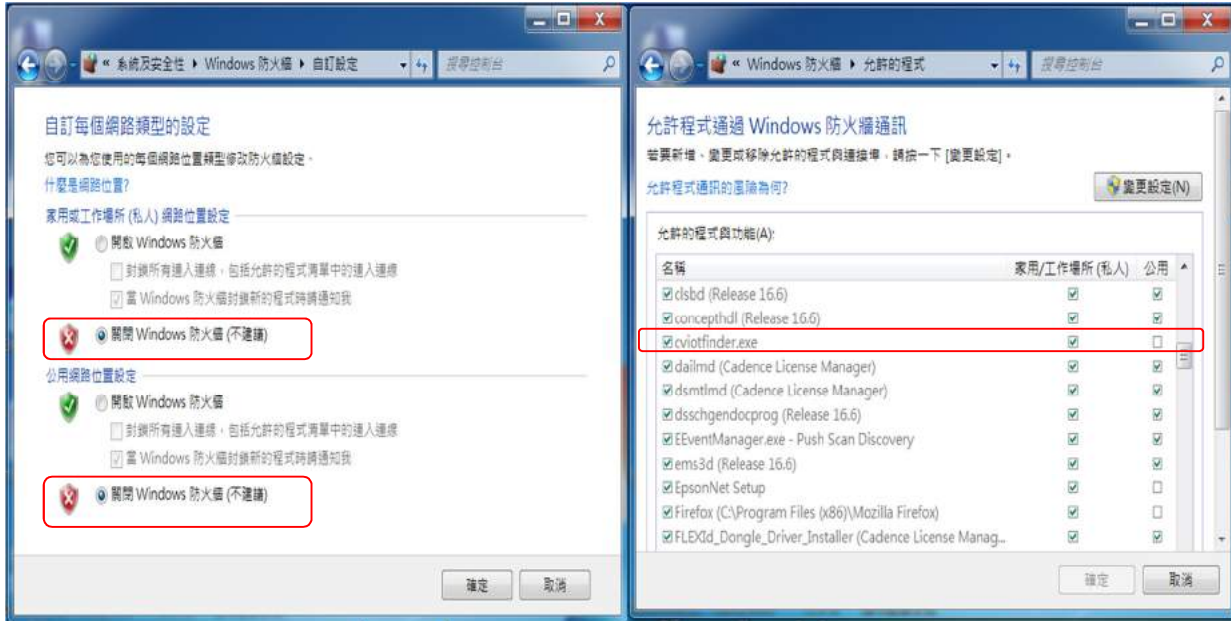 « 系統及安全性 ▸ Windows 防火牆 ▸ 自訂設定
搜尋控制台
自訂每個網路類型的設定
您可以為您使用的每個網路位置類型修改防火牆設定。
什麼是網路位置?
家用或工作場所 (私人) 網路位置設定
開啟 Windows 防火牆
封鎖所有連入連線，包括允許的程式清單中的連入連線
當 Windows 防火牆封鎖新的程式時請通知我
關閉 Windows 防火牆 (不建議)
公用網路位置設定
開啟 Windows 防火牆
封鎖所有連入連線，包括允許的程式清單中的連入連線
當 Windows 防火牆封鎖新的程式時請通知我
關閉 Windows 防火牆 (不建議)
確定 取消
« Windows 防火牆 ▸ 允許的程式
搜尋控制台
允許程式通過 Windows 防火牆通訊
若要新增、變更或移除允許的程式與連接埠，請按一下 [變更設定]。
允許程式通訊的風險為何?
變更設定(N)
允許的程式與功能(A):
名稱 家用/工作場所 (私人) 公用
clsbd (Release 16.6)
concepthdl (Release 16.6)
cviotfinder.exe
dailmd (Cadence License Manager)
dsmtlmd (Cadence License Manager)
dsschgendocprog (Release 16.6)
EEventManager.exe - Push Scan Discovery
ems3d (Release 16.6)
EpsonNet Setup
Firefox (C:\Program Files (x86)\Mozilla Firefox)
FLEXId_Dongle_Driver_Installer (Cadence License Manag...
確定 取消